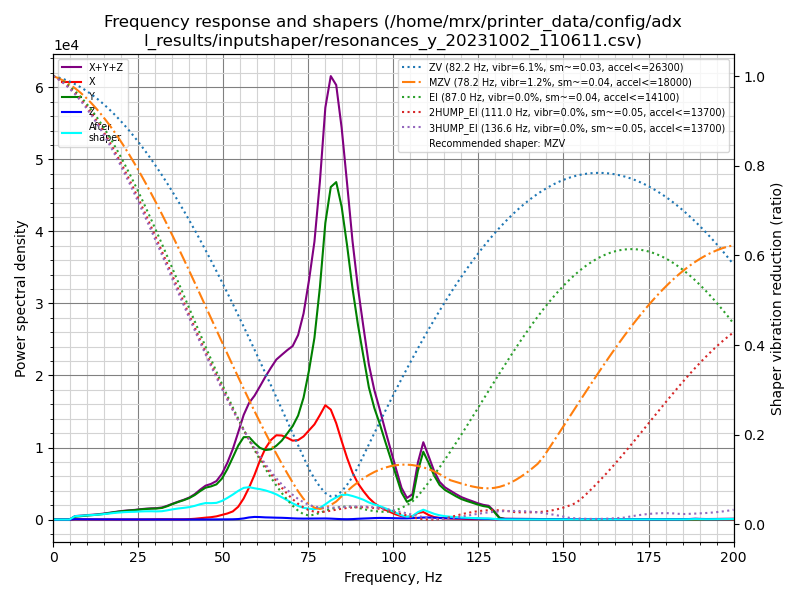 Frequency response and shapers (/home/mrx/printer_data/config/adx
l_results/inputshaper/resonances_y_20231002_110611.csv)
1e4
X+Y+Z
X
Y
Z
After
shaper
ZV (82.2 Hz, vibr=6.1%, sm~=0.03, accel<=26300)
MZV (78.2 Hz, vibr=1.2%, sm~=0.04, accel<=18000)
EI (87.0 Hz, vibr=0.0%, sm~=0.04, accel<=14100)
2HUMP_EI (111.0 Hz, vibr=0.0%, sm~=0.05, accel<=13700)
3HUMP_EI (136.6 Hz, vibr=0.0%, sm~=0.05, accel<=13700)
Recommended shaper: MZV
6
5
4
3
2
1
0
Power spectral density
1.0
0.8
0.6
0.4
0.2
0.0
Shaper vibration reduction (ratio)
0 25 50 75 100 125 150 175 200
Frequency, Hz